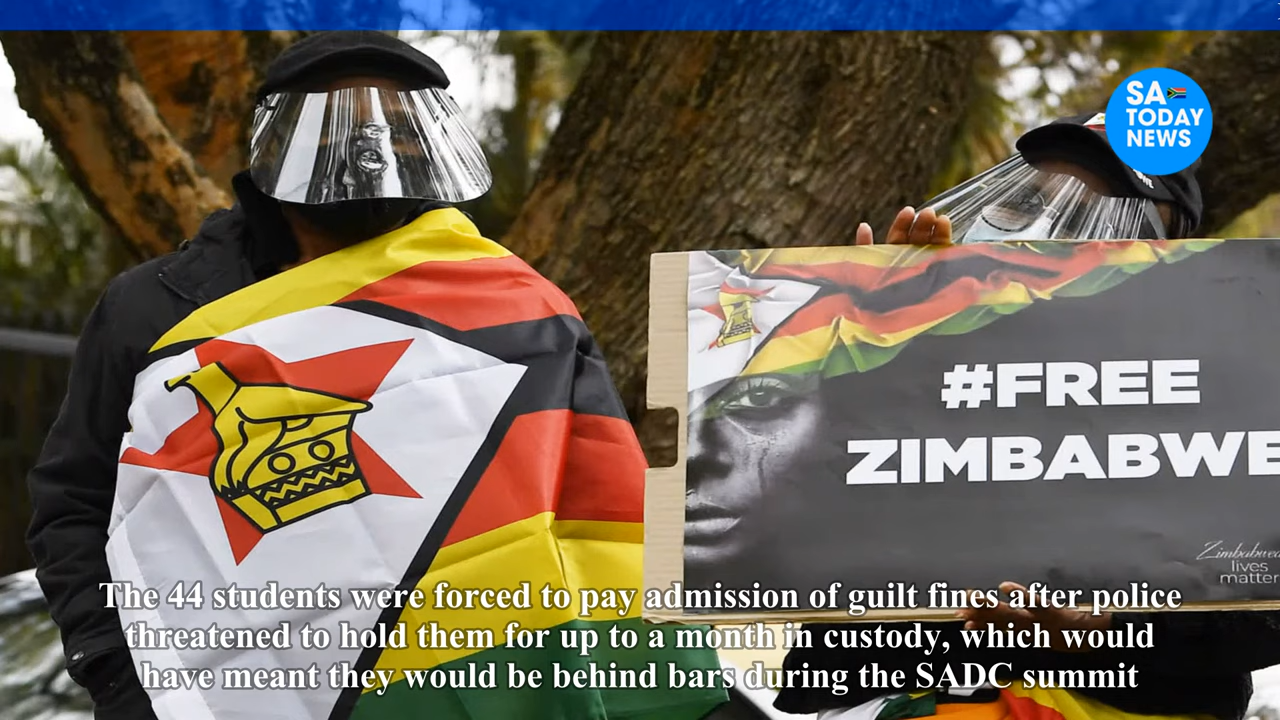 SA
TODAY
NEWS
#FREE
ZIMBABWE
Zimbabwean
lives
matter
The 44 students were forced to pay admission of guilt fines after police
threatened to hold them for up to a month in custody, which would
have meant they would be behind bars during the SADC summit